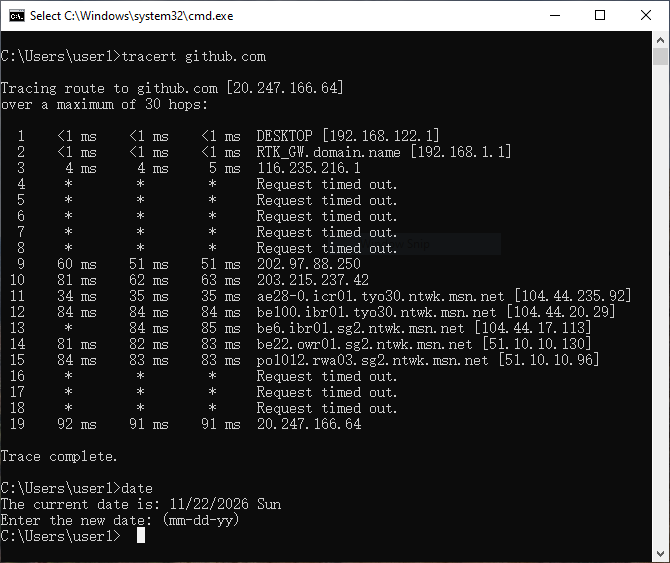 Select C:\Windows\system32\cmd.exe
C:\Users\user1>tracert github.com
Tracing route to github.com [20.247.166.64]
over a maximum of 30 hops:
1 <1 ms <1 ms <1 ms DESKTOP [192.168.122.1]
2 <1 ms <1 ms <1 ms RTK_GW.domain.name [192.168.1.1]
3 4 ms 4 ms 5 ms 116.235.216.1
4 * * * Request timed out.
5 * * * Request timed out.
6 * * * Request timed out.
7 * * * Request timed out.
8 * * * Request timed out.
9 60 ms 51 ms 51 ms 202.97.88.250
10 81 ms 62 ms 63 ms 203.215.237.42
11 34 ms 35 ms 35 ms ae28-0.icr01.tyo30.ntwk.msn.net [104.44.235.92]
12 84 ms 84 ms 84 ms be100.ibr01.tyo30.ntwk.msn.net [104.44.20.29]
13 * 84 ms 85 ms be6.ibr01.sg2.ntwk.msn.net [104.44.17.113]
14 81 ms 82 ms 83 ms be22.owr01.sg2.ntwk.msn.net [51.10.10.130]
15 84 ms 83 ms 83 ms po1012.rwa03.sg2.ntwk.msn.net [51.10.10.96]
16 * * * Request timed out.
17 * * * Request timed out.
18 * * * Request timed out.
19 92 ms 91 ms 91 ms 20.247.166.64
Trace complete.
C:\Users\user1>date
The current date is: 11/22/2026 Sun
Enter the new date: (mm-dd-yy)
C:\Users\user1>